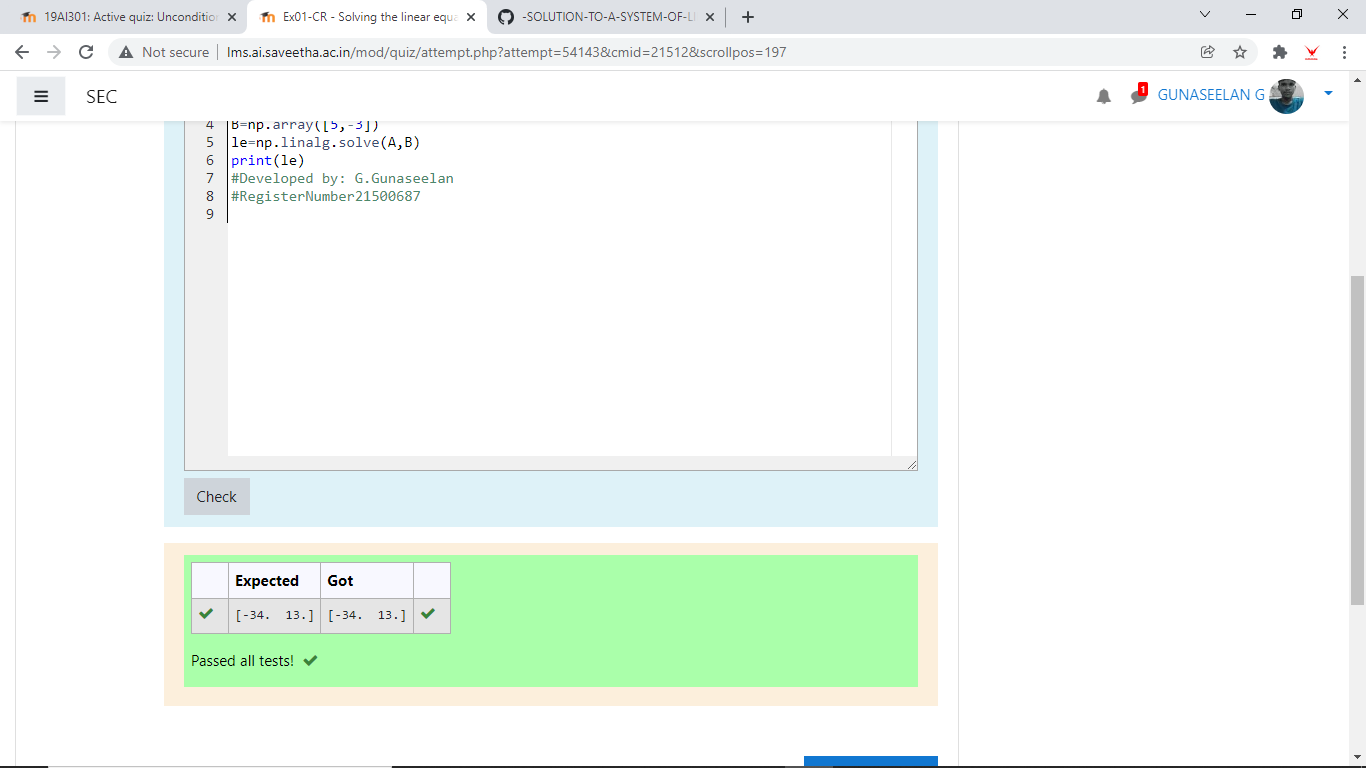 19AI301: Active quiz: Unconditio
Ex01-CR - Solving the linear equa
-SOLUTION-TO-A-SYSTEM-OF-LI
Not secure | lms.ai.saveetha.ac.in/mod/quiz/attempt.php?attempt=54143&cmid=21512&scrollpos=197
SEC
1
GUNASEELAN G
4 B=np.array([5,-3])
5 le=np.linalg.solve(A,B)
6 print(le)
7 #Developed by: G.Gunaseelan
8 #RegisterNumber21500687
9
Check
Expected Got
[-34. 13.] [-34. 13.]
Passed all tests!